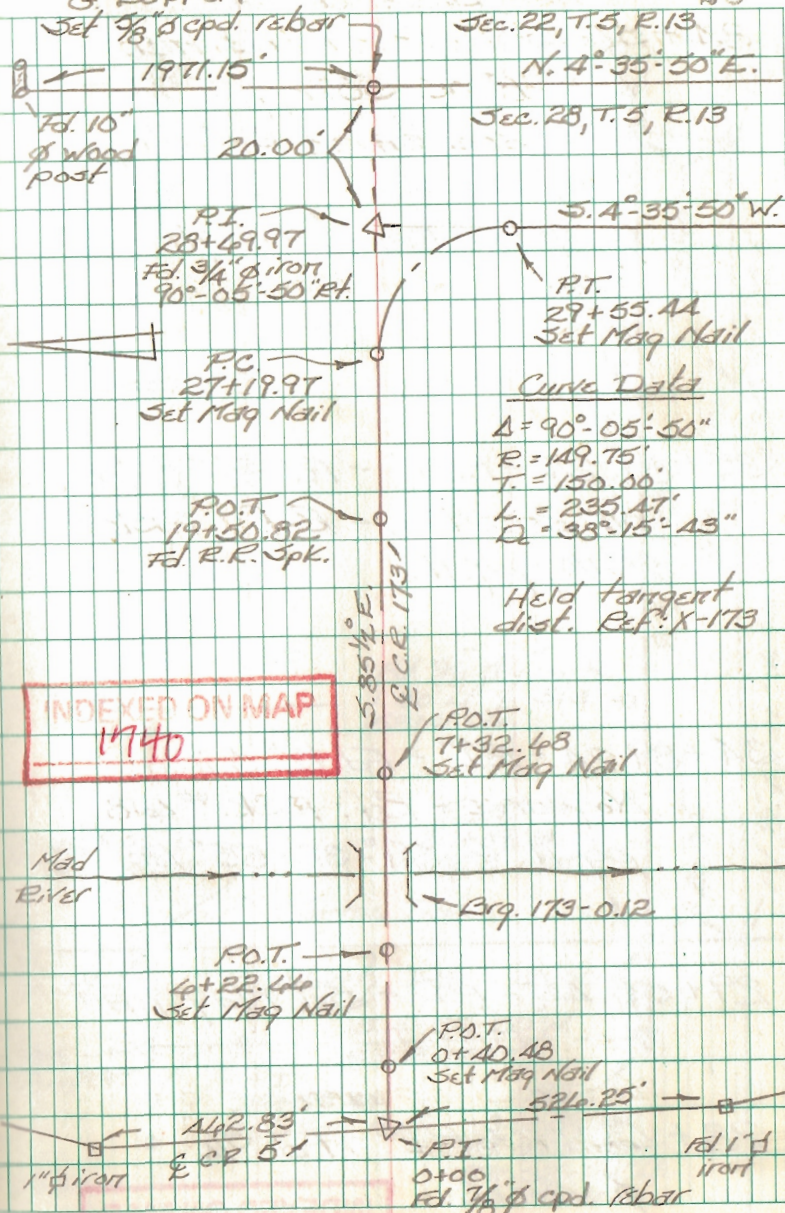 Set 5/8" ø cpd. rebar
Sec. 22, T.5, R.13
1971.15'
N. 4°-35'-50" E.
Fd. 10"
ø wood
post
20.00'
Sec. 28, T.5, R.13
S. 4°-35'-50" W.
P.I.
28+69.97
Fd. 3/4" ø iron
90°-05'-50" Rt.
P.T.
29+55.44
Set Mag Nail
P.C.
27+19.97
Set Mag Nail
Curve Data
Δ = 90°-05'-50"
R. = 149.75'
T. = 150.00'
L. = 235.47'
Dc = 38°-15'-43"
P.O.T.
19+50.82
Fd. R.R. Spk.
S. 85 1/2° E.
℄ C.R. 173
Held tangent
dist. Ref: X-173
INDEXED ON MAP
1740
P.O.T.
7+32.48
Set Mag Nail
Mad
River
Brg. 173-0.12
P.O.T.
4+22.46
Set Mag Nail
P.O.T.
0+40.48
Set Mag Nail
462.83'
526.25'
℄ CR 5
1" ø iron
P.I.
0+00
Fd. 7/8" ø cpd. rebar
Fd. 1"
iron